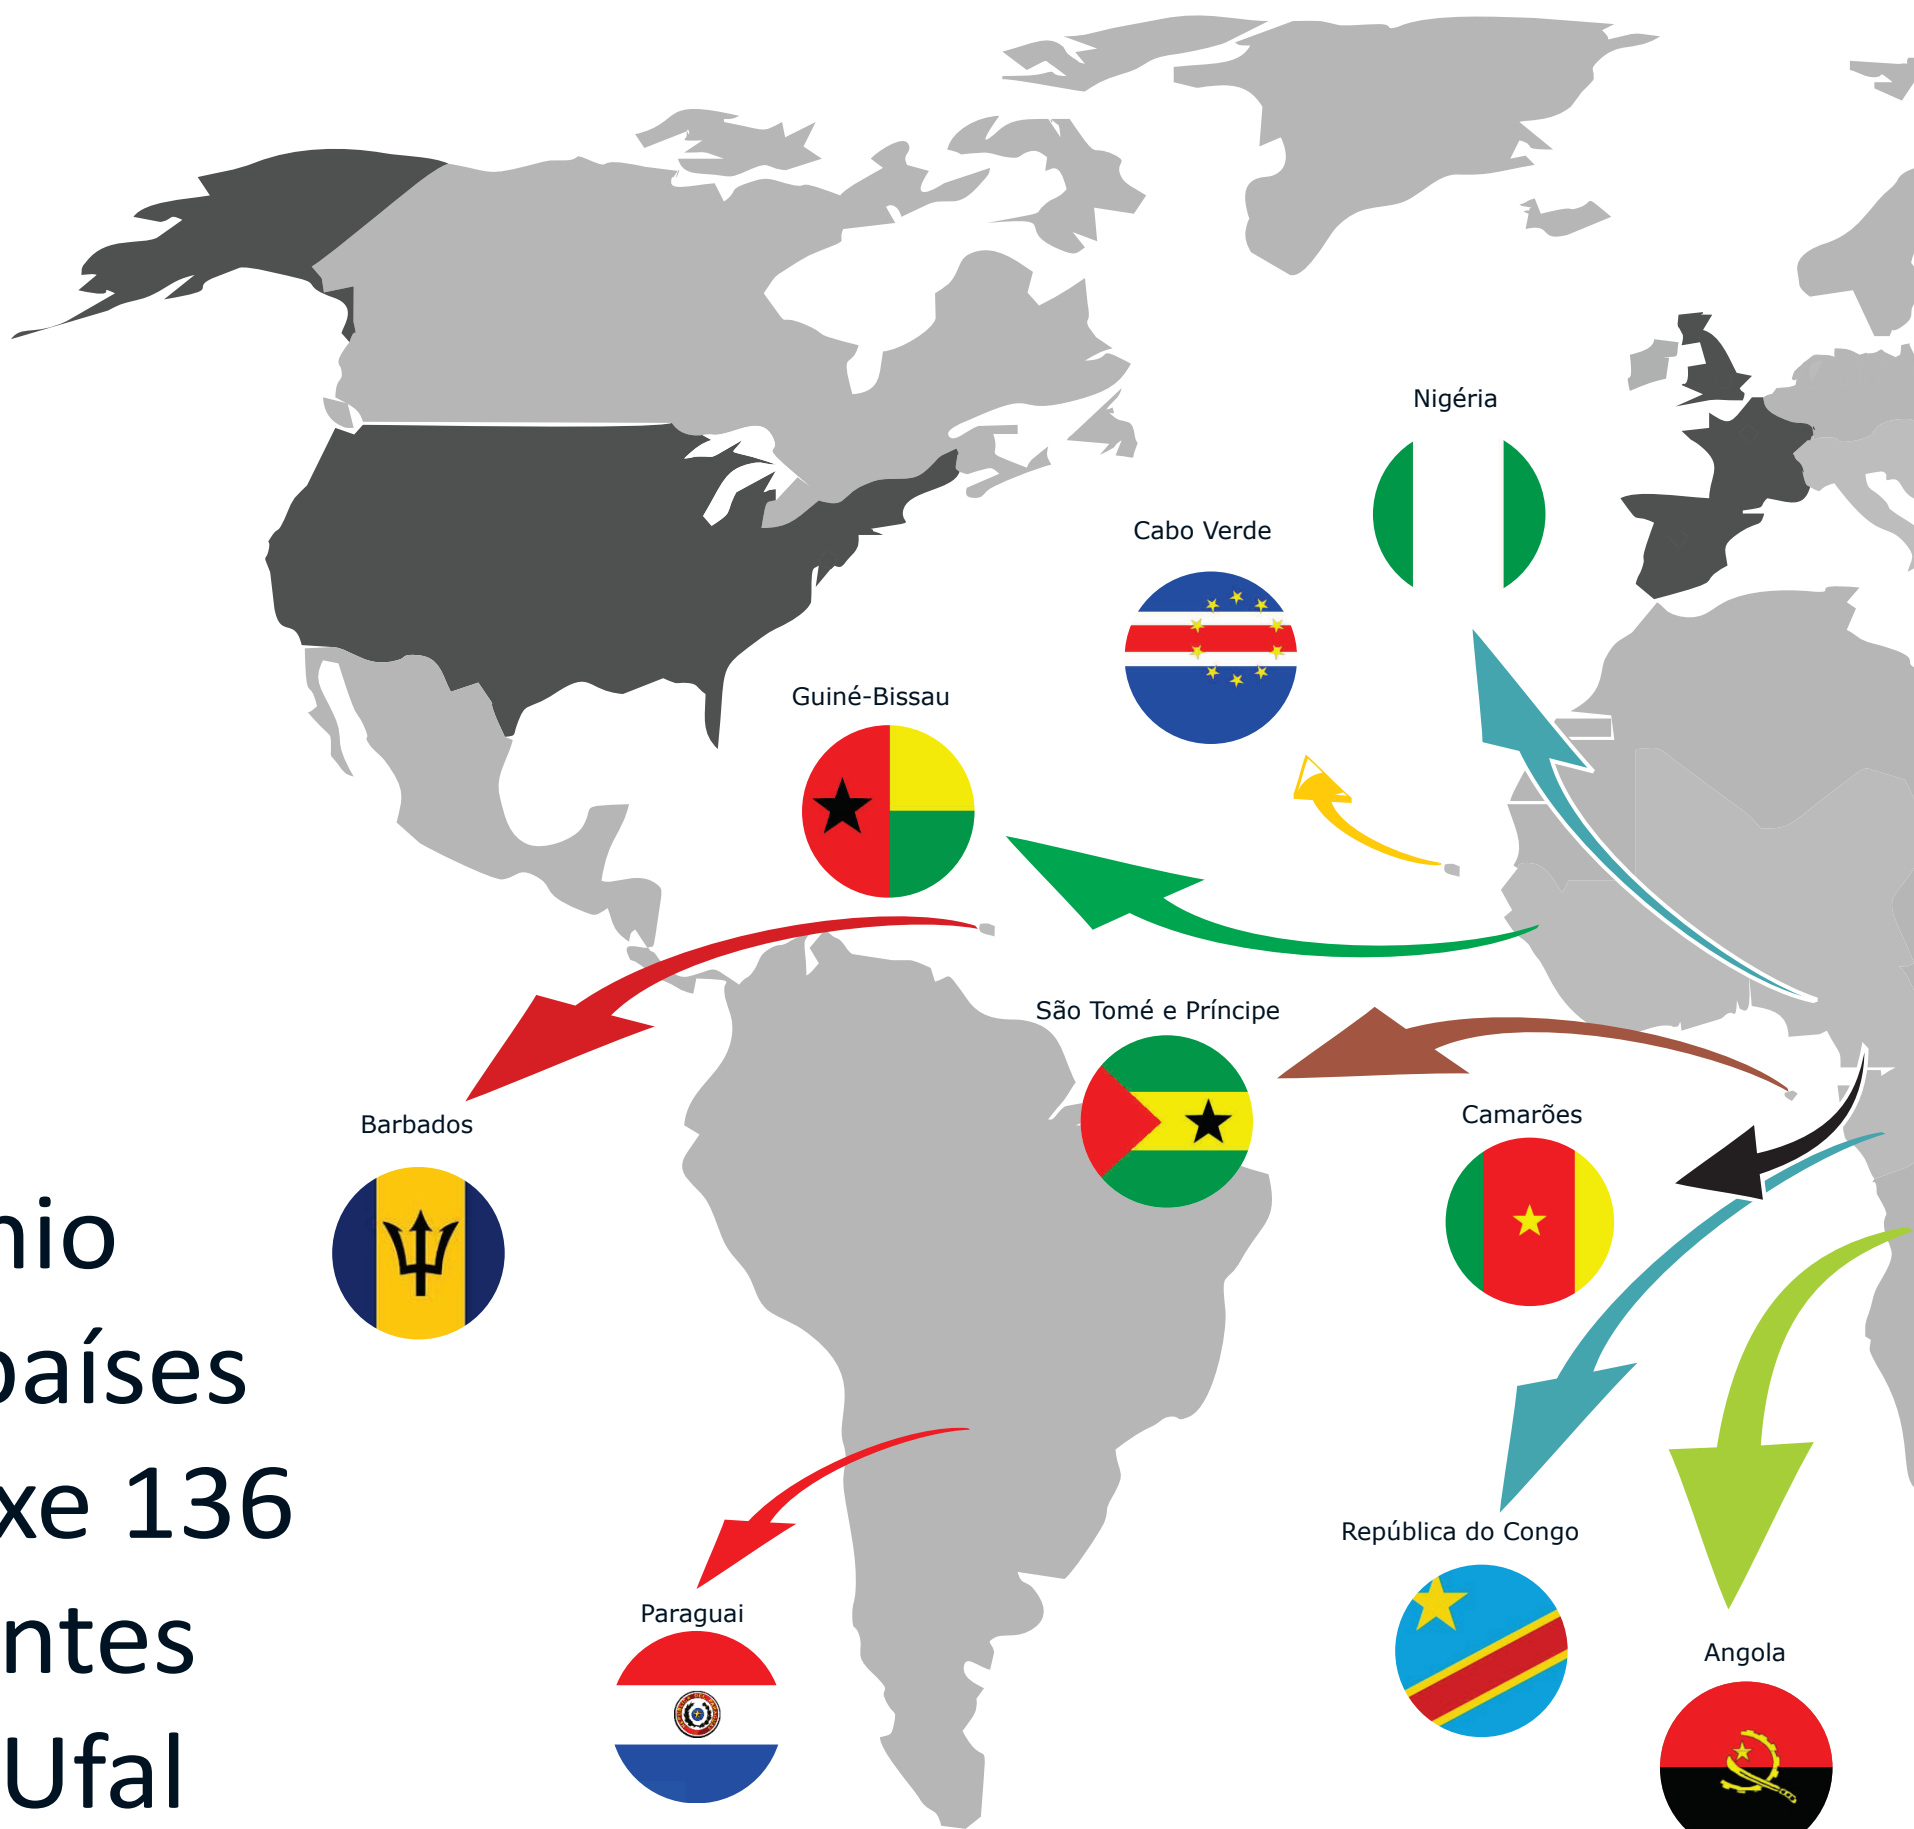 Nigéria
Cabo Verde
Guiné-Bissau
São Tomé e Príncipe
Camarões
Barbados
nio
países
xe 136
ntes
Ufal
República do Congo
Paraguai
Angola